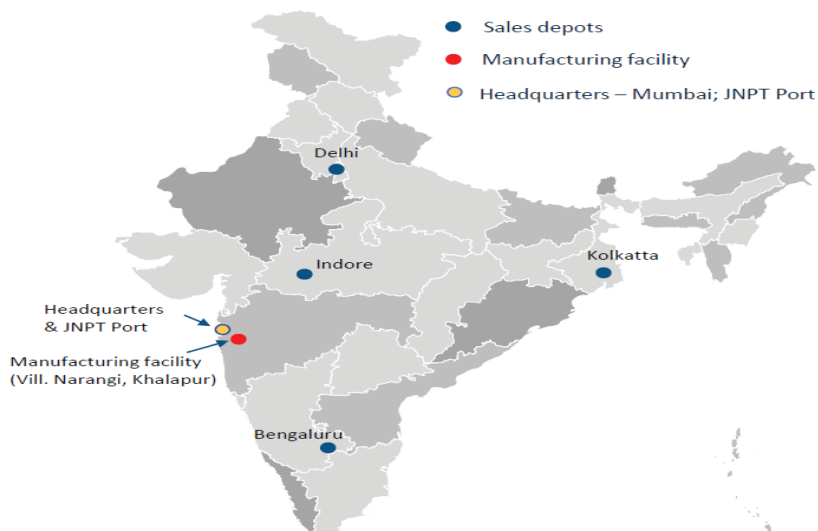 Sales depots
Manufacturing facility
Headquarters – Mumbai; JNPT Port
Delhi
Indore
Kolkatta
Headquarters
& JNPT Port
Manufacturing facility
(Vill. Narangi, Khalapur)
Bengaluru